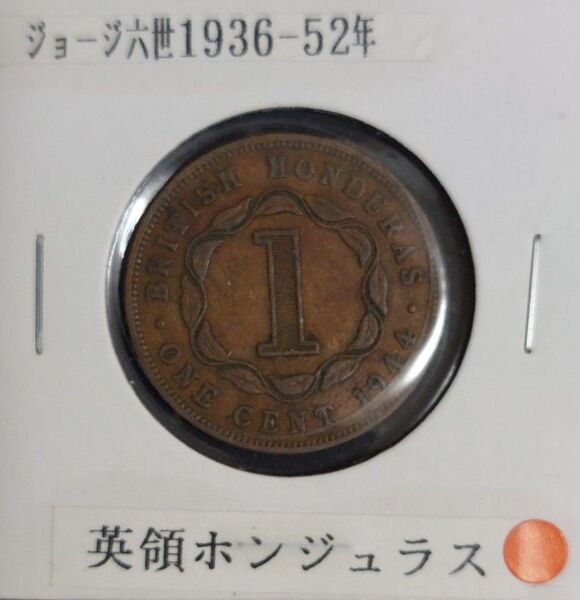 ジョージ六世1936-52年
・BRITISH HONDURAS・
1
ONE CENT 1944
英領ホンジュラス